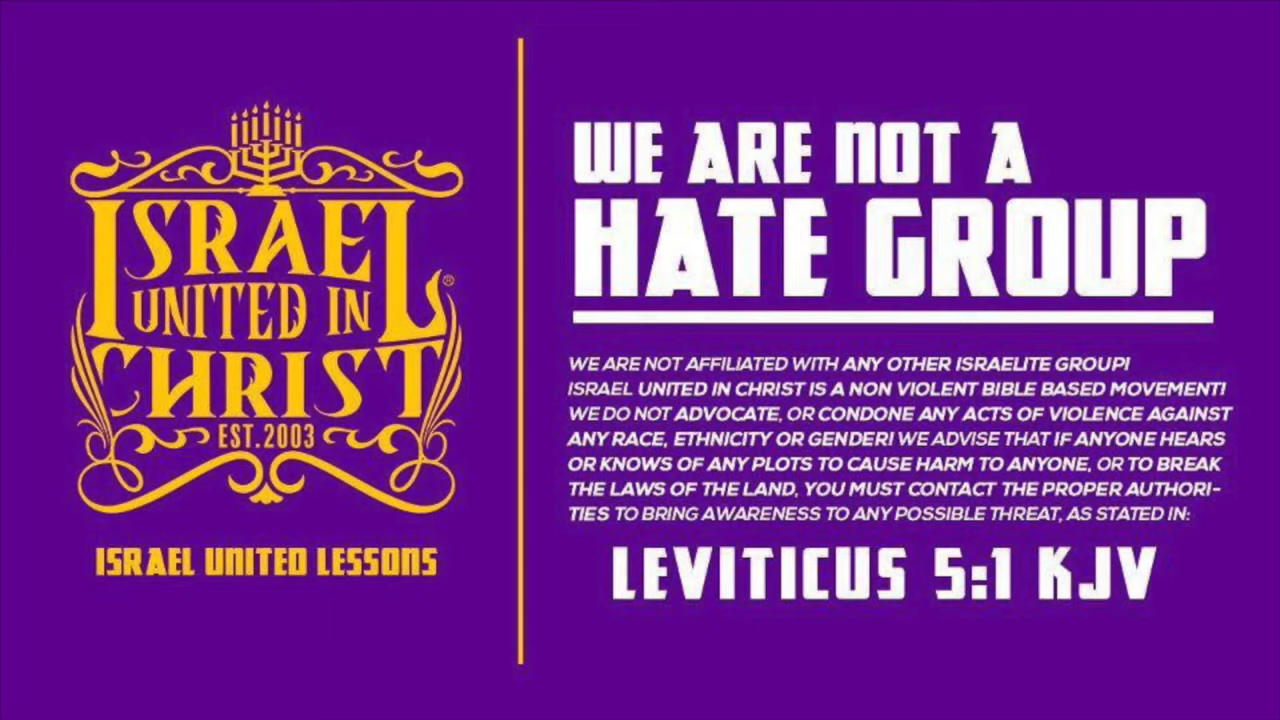 ISRAEL
UNITED IN
CHRIST
EST.2003
®
ISRAEL UNITED LESSONS
WE ARE NOT A
HATE GROUP
WE ARE NOT AFFILIATED WITH ANY OTHER ISRAELITE GROUP!
ISRAEL UNITED IN CHRIST IS A NON VIOLENT BIBLE BASED MOVEMENT!
WE DO NOT ADVOCATE, OR CONDONE ANY ACTS OF VIOLENCE AGAINST
ANY RACE, ETHNICITY OR GENDER! WE ADVISE THAT IF ANYONE HEARS
OR KNOWS OF ANY PLOTS TO CAUSE HARM TO ANYONE, OR TO BREAK
THE LAWS OF THE LAND, YOU MUST CONTACT THE PROPER AUTHORI-
TIES TO BRING AWARENESS TO ANY POSSIBLE THREAT, AS STATED IN:
LEVITICUS 5:1 KJV